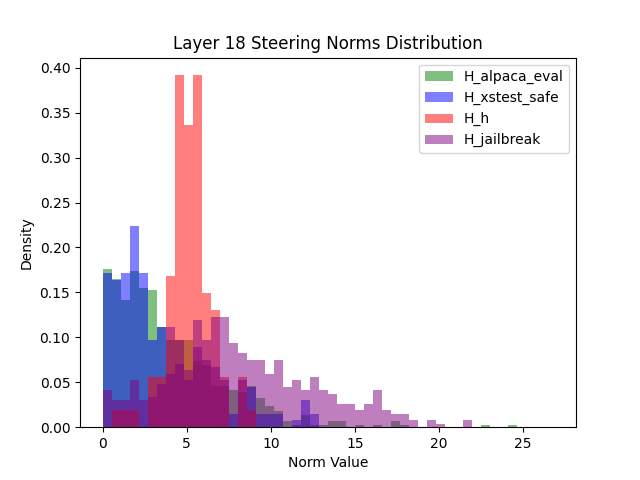 Layer 18 Steering Norms Distribution
H_alpaca_eval
H_xstest_safe
H_h
H_jailbreak
0.40
0.35
0.30
0.25
0.20
0.15
0.10
0.05
0.00
Density
0
5
10
15
20
25
Norm Value